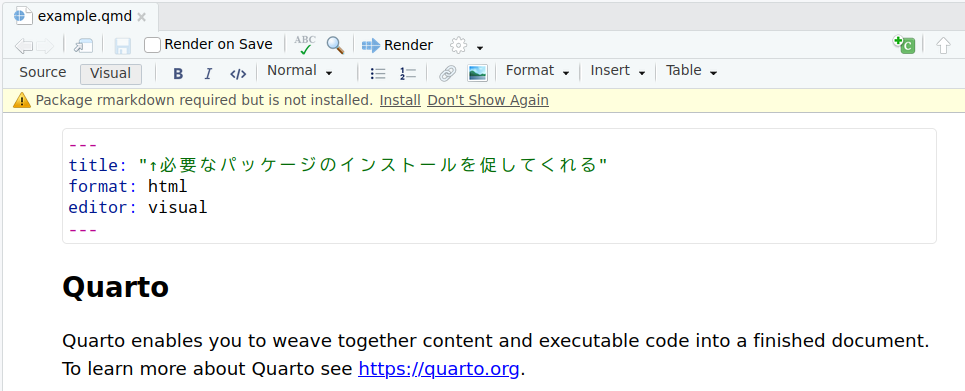 example.qmd
Render on Save
ABC
Render
C
Source Visual B I </> Normal Format Insert Table
Package rmarkdown required but is not installed. Install Don't Show Again
---
title: "↑必要なパッケージのインストールを促してくれる"
format: html
editor: visual
---
Quarto
Quarto enables you to weave together content and executable code into a finished document.
To learn more about Quarto see https://quarto.org.